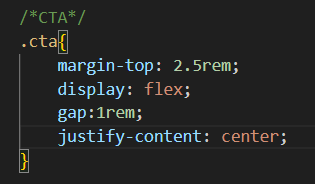 /*CTA*/
.cta{
    margin-top: 2.5rem;
    display: flex;
    gap:1rem;
    justify-content: center;
}